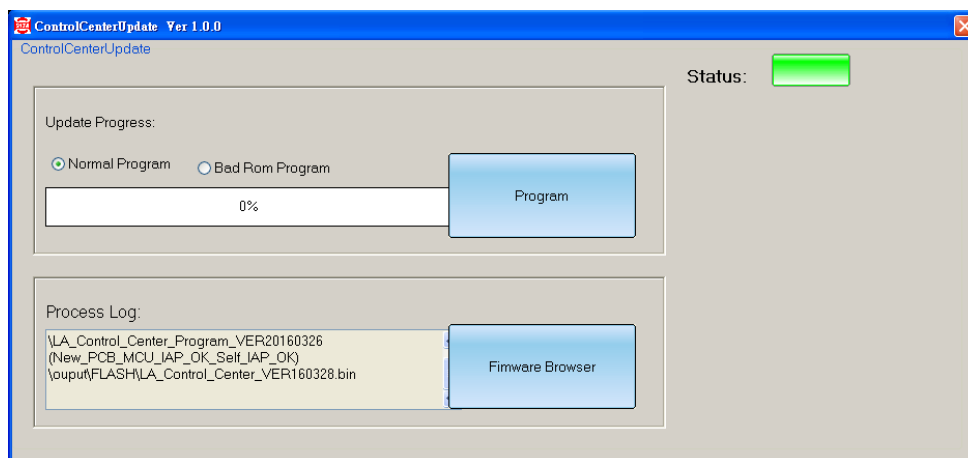 ControlCenterUpdate Ver 1.0.0
ControlCenterUpdate
Status:
Update Progress:
Normal Program
Bad Rom Program
0%
Program
Process Log:
\LA_Control_Center_Program_VER20160326
(New_PCB_MCU_IAP_OK_Self_IAP_OK)
\ouput\FLASH\LA_Control_Center_VER160328.bin
Fimware Browser